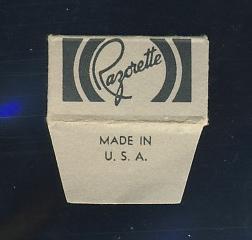 Razorette
MADE IN
U. S. A.